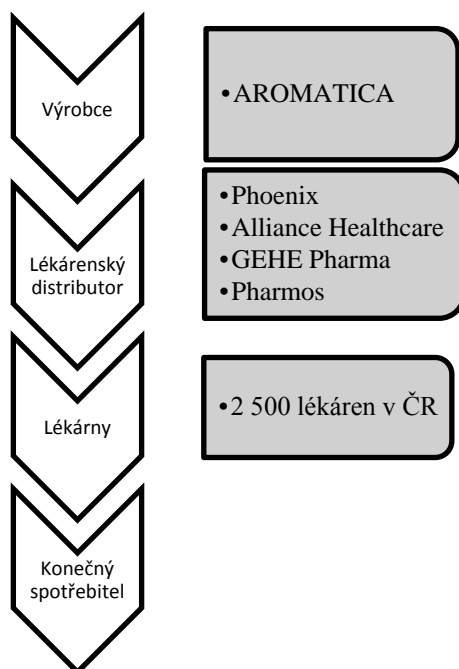 Výrobce
•AROMATICA
Lékárenský
distributor
•Phoenix
•Alliance Healthcare
•GEHE Pharma
•Pharmos
Lékárny
•2 500 lékáren v ČR
Konečný
spotřebitel